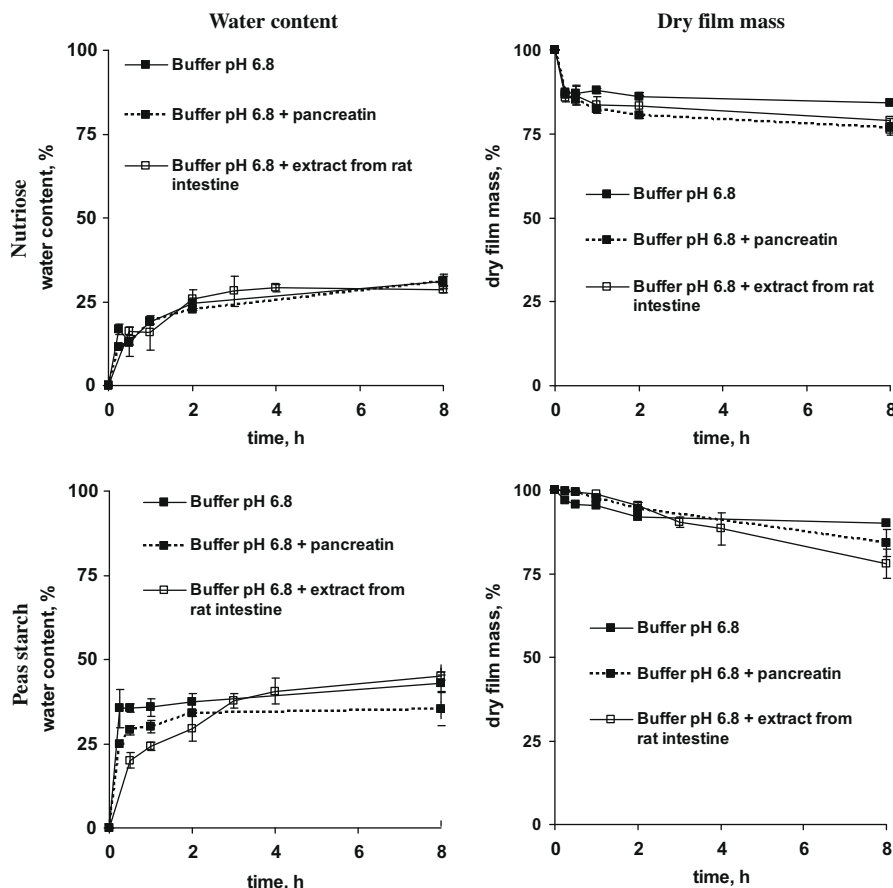 Water content
Dry film mass
Nutriose
water content, %
100
75
50
25
0
Buffer pH 6.8
Buffer pH 6.8 + pancreatin
Buffer pH 6.8 + extract from rat
intestine
0 2 4 6 8
time, h
dry film mass, %
100
75
50
25
0
Buffer pH 6.8
Buffer pH 6.8 + pancreatin
Buffer pH 6.8 + extract from rat
intestine
0 2 4 6 8
time, h
Peas starch
water content, %
100
75
50
25
0
Buffer pH 6.8
Buffer pH 6.8 + pancreatin
Buffer pH 6.8 + extract from
rat intestine
0 2 4 6 8
time, h
dry film mass, %
100
75
50
25
0
Buffer pH 6.8
Buffer pH 6.8 + pancreatin
Buffer pH 6.8 + extract from
rat intestine
0 2 4 6 8
time, h